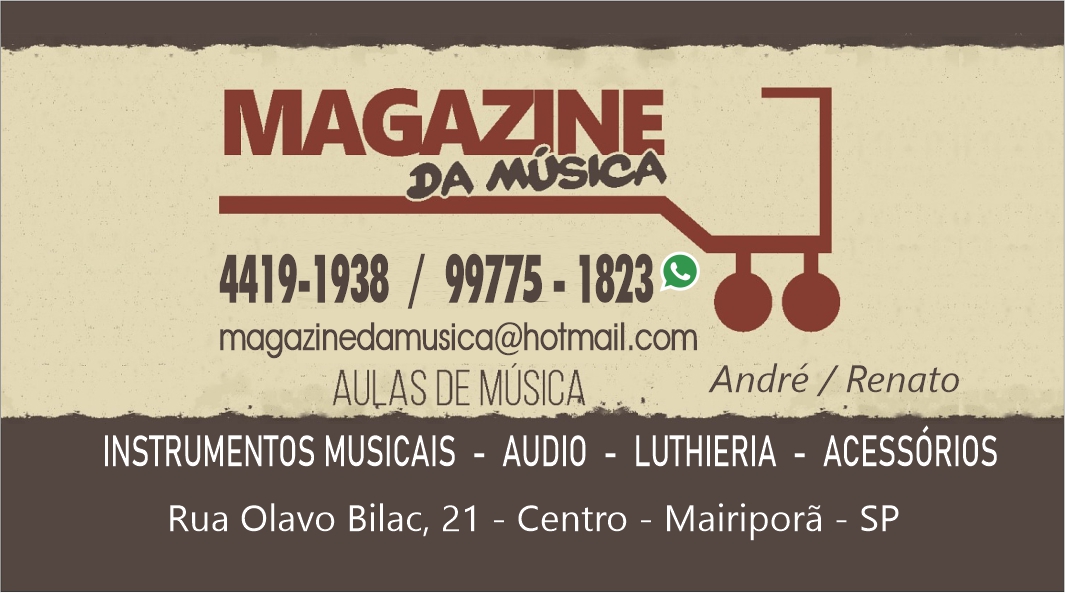 MAGAZINE
DA MÚSICA
4419-1938 / 99775 - 1823
magazinedamusica@hotmail.com
AULAS DE MÚSICA
André / Renato
INSTRUMENTOS MUSICAIS - AUDIO - LUTHIERIA - ACESSÓRIOS
Rua Olavo Bilac, 21 - Centro - Mairiporã - SP